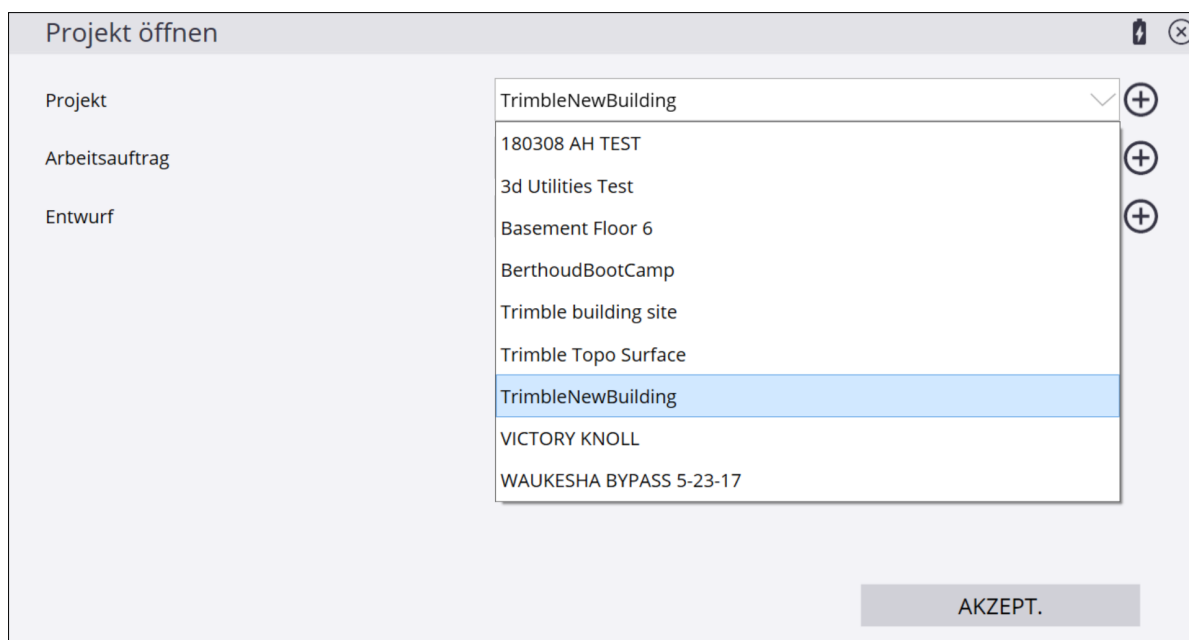 Projekt öffnen
Projekt
TrimbleNewBuilding
180308 AH TEST
Arbeitsauftrag
3d Utilities Test
Entwurf
Basement Floor 6
BerthoudBootCamp
Trimble building site
Trimble Topo Surface
TrimbleNewBuilding
VICTORY KNOLL
WAUKESHA BYPASS 5-23-17
AKZEPT.